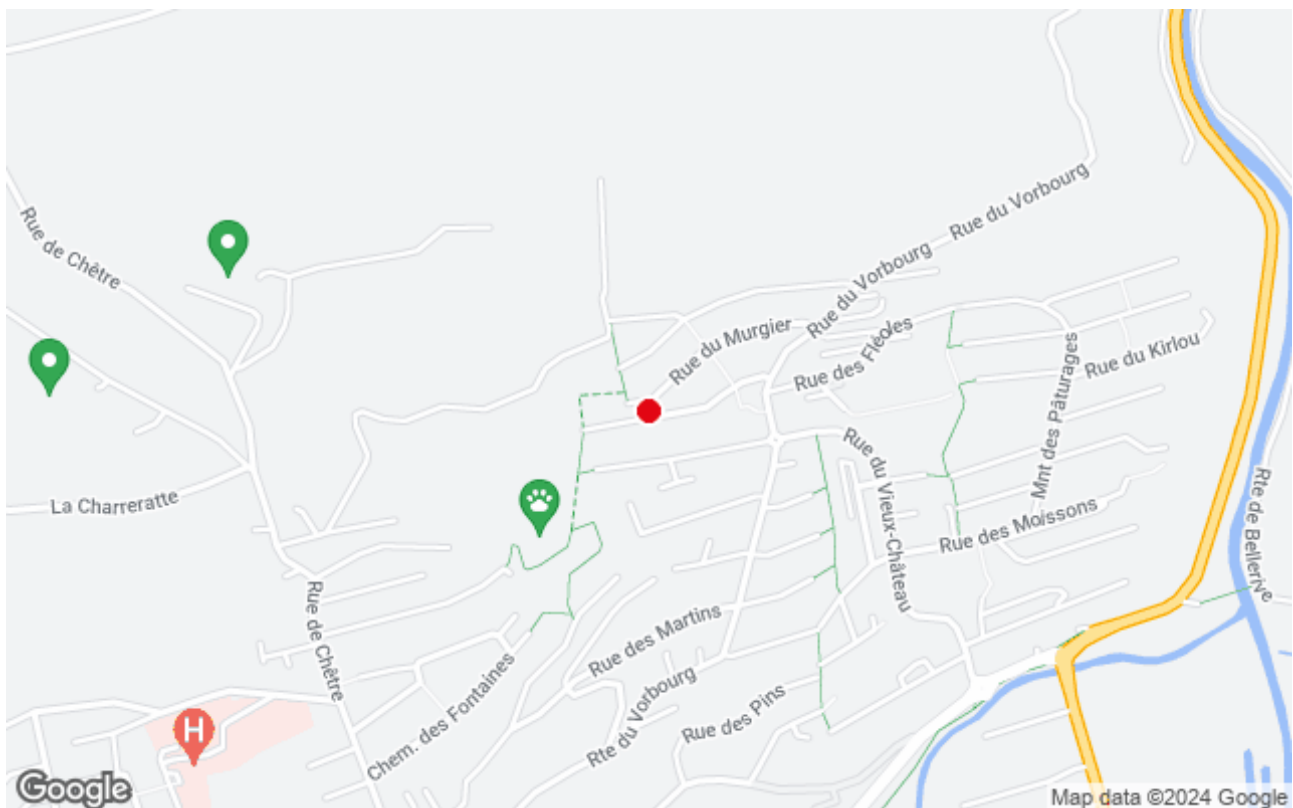 Rue du Vorbourg
Rue de Chêtre
Rue du Vorbourg
Rue du Murgier
Rue des Fléoles
Rue du Kirlou
Mnt des Pâturages
Rue du Vieux-Château
La Charreratte
Rue des Moissons
Rte de Bellerive
Rue de Chêtre
Rue des Martins
Chem. des Fontaines
Rte du Vorbourg
Rue des Pins
H
Google
Map data ©2024 Google